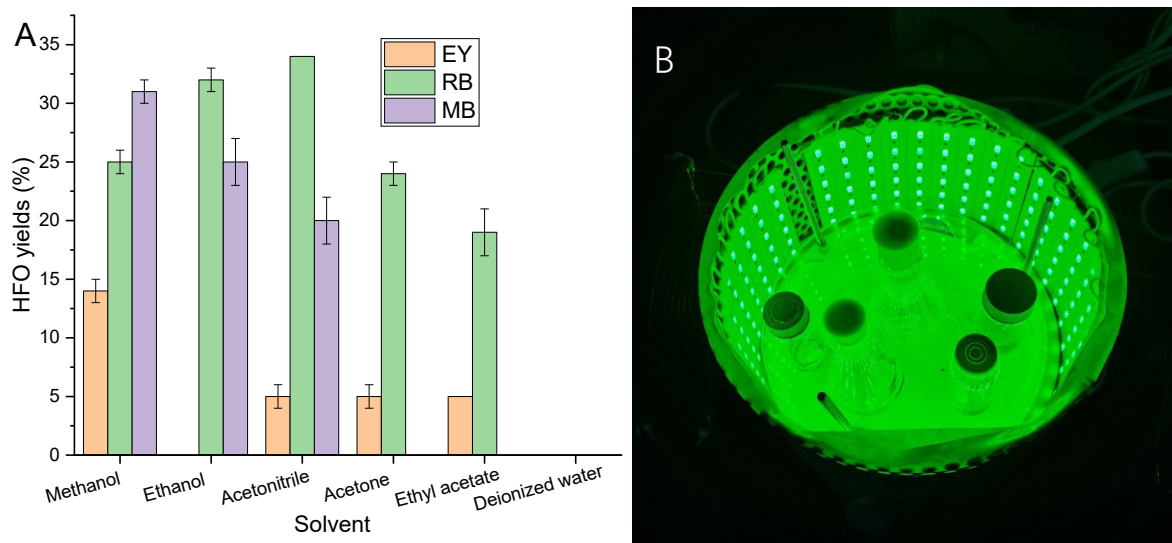 A
HFO yields (%)
35
30
25
20
15
10
5
0
EY
RB
MB
Methanol
Ethanol
Acetonitrile
Acetone
Ethyl acetate
Deionized water
Solvent
B